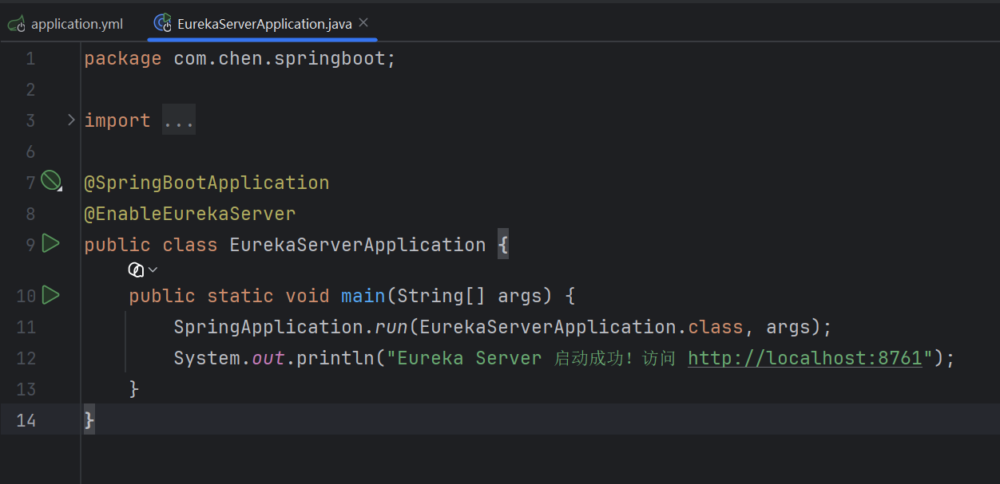 application.yml
EurekaServerApplication.java
1 package com.chen.springboot;
2
3 import ...
6
7 @SpringBootApplication
8 @EnableEurekaServer
9 public class EurekaServerApplication {
10 public static void main(String[] args) {
11 SpringApplication.run(EurekaServerApplication.class, args);
12 System.out.println("Eureka Server 启动成功！访问 http://localhost:8761");
13 }
14 }